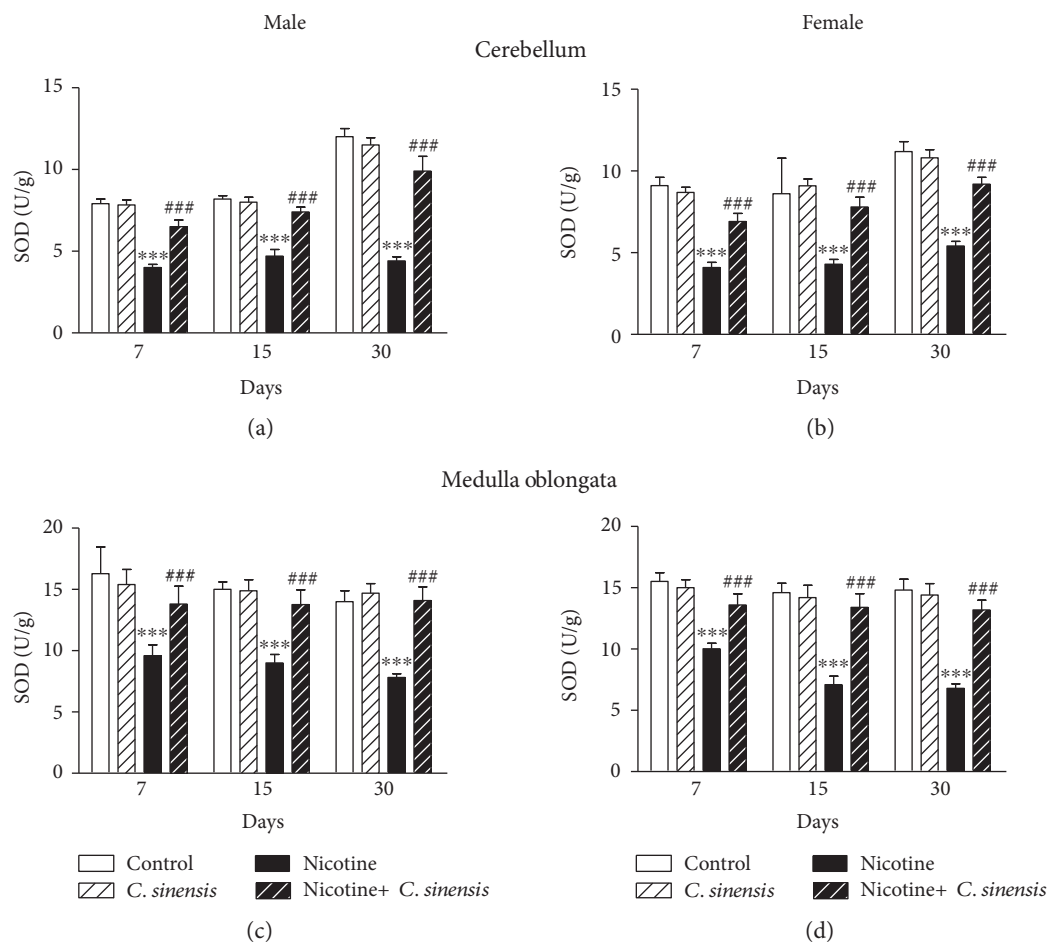 Male
Female
Cerebellum
15
10
5
0
SOD (U/g)
***
###
***
###
***
###
7
15
30
Days
(a)
15
10
5
0
SOD (U/g)
***
###
***
###
***
###
7
15
30
Days
(b)
Medulla oblongata
20
15
10
5
0
SOD (U/g)
***
###
***
###
***
###
7
15
30
Days
Control
Nicotine
C. sinensis
Nicotine+ C. sinensis
(c)
20
15
10
5
0
SOD (U/g)
***
###
***
###
***
###
7
15
30
Days
Control
Nicotine
C. sinensis
Nicotine+ C. sinensis
(d)